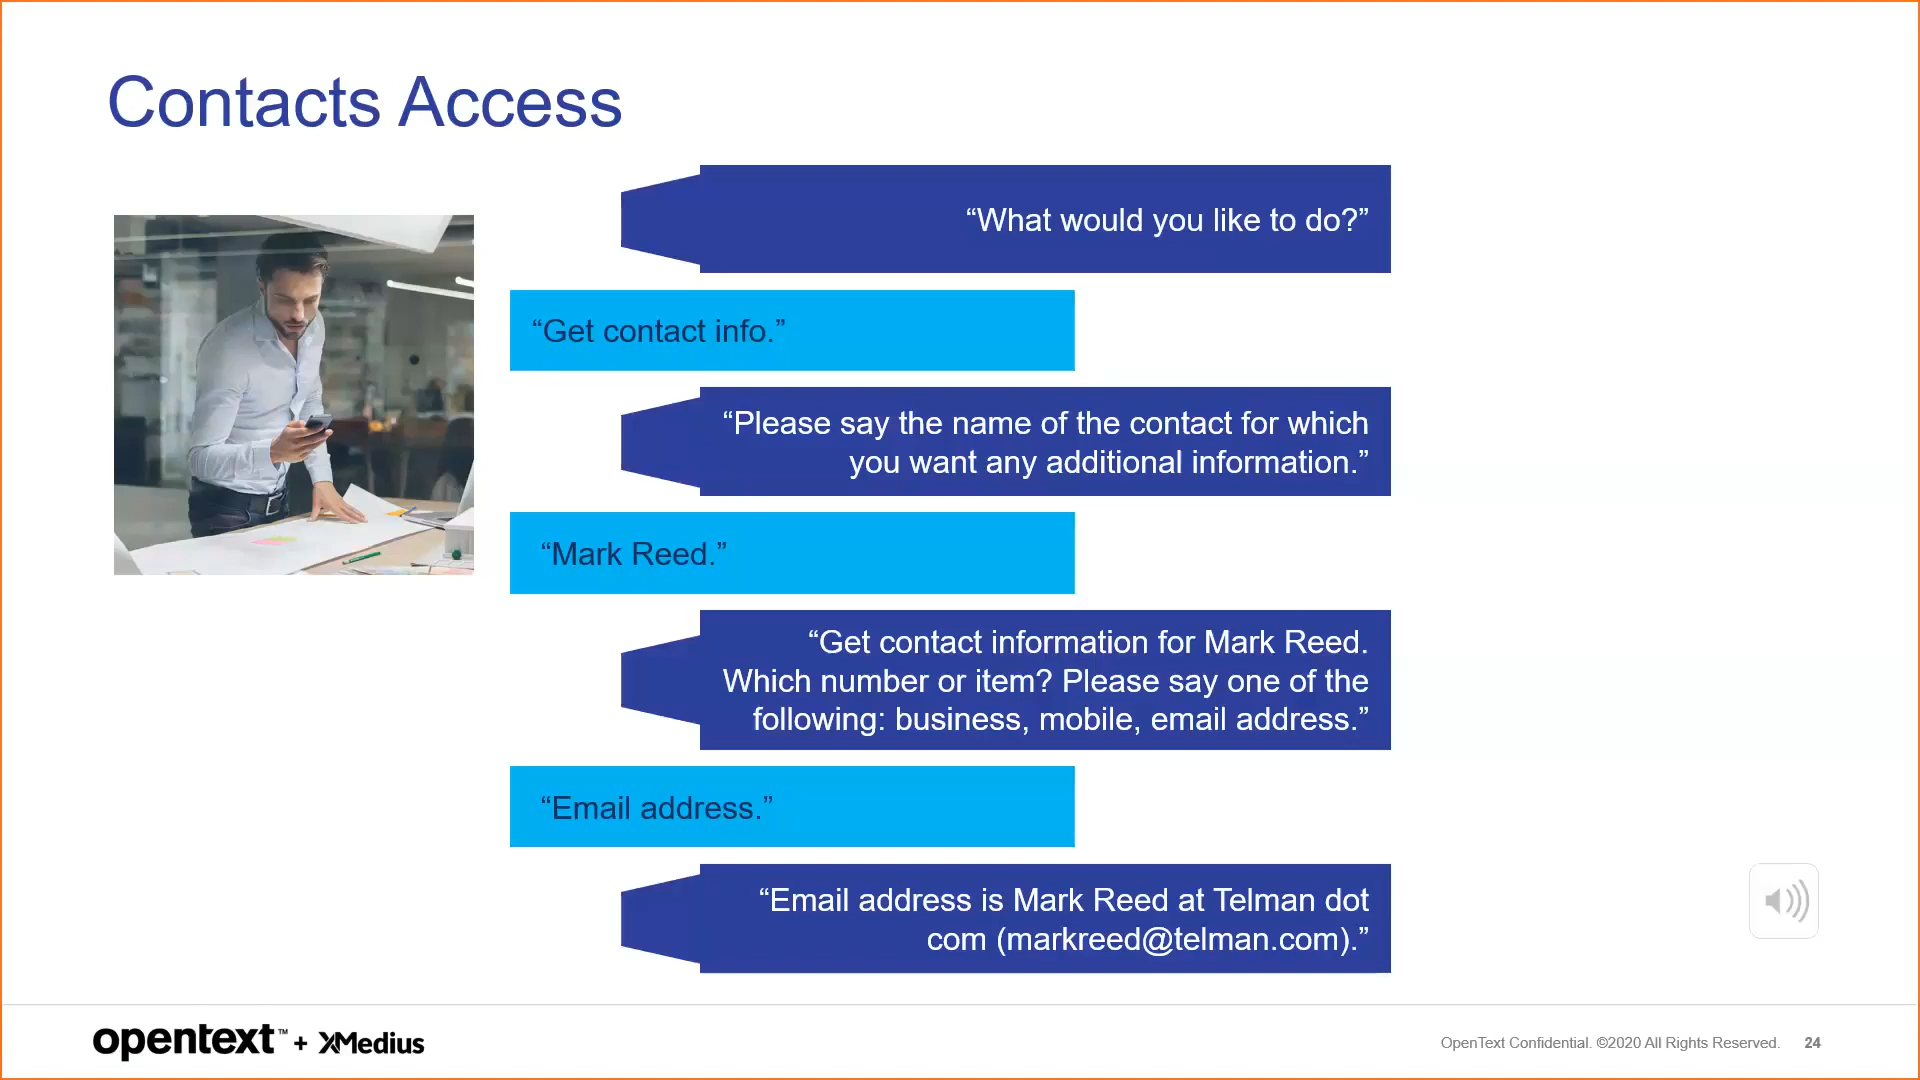 Contacts Access
“What would you like to do?”
“Get contact info.”
“Please say the name of the contact for which
you want any additional information.”
“Mark Reed.”
“Get contact information for Mark Reed.
Which number or item? Please say one of the
following: business, mobile, email address.”
“Email address.”
“Email address is Mark Reed at Telman dot
com (markreed@telman.com).”
opentext™ + XMedius
OpenText Confidential. ©2020 All Rights Reserved. 24